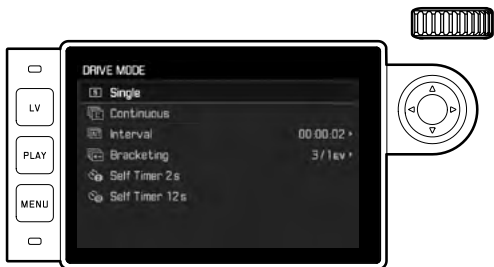 LV
PLAY
MENU
DRIVE MODE
Single
Continuous
Interval 00:00:02
Bracketing 3/1EV
Self Timer 2s
Self Timer 12s